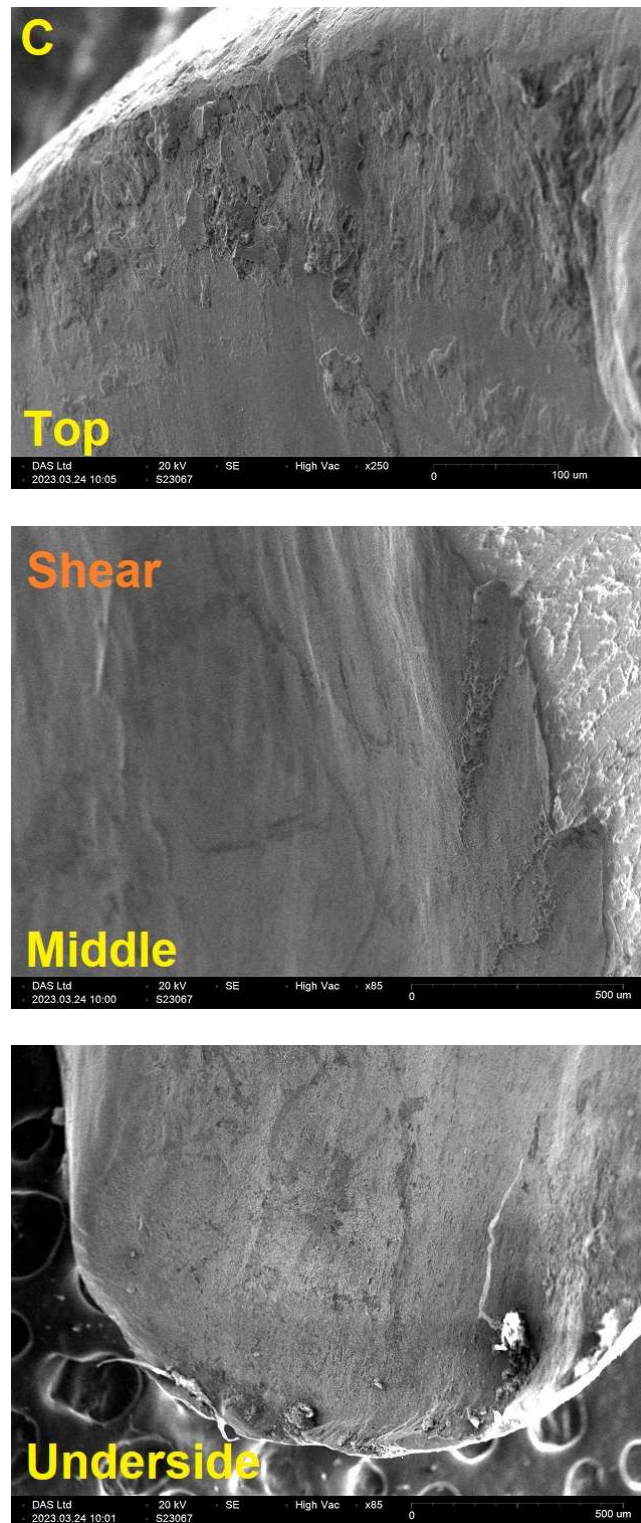 C
Top
DAS Ltd 20 kV SE High Vac x250 0 100 um
2023.03.24 10:05 S23067
Shear
Middle
DAS Ltd 20 kV SE High Vac x85 0 500 um
2023.03.24 10:00 S23067
Underside
DAS Ltd 20 kV SE High Vac x85 0 500 um
2023.03.24 10:01 S23067